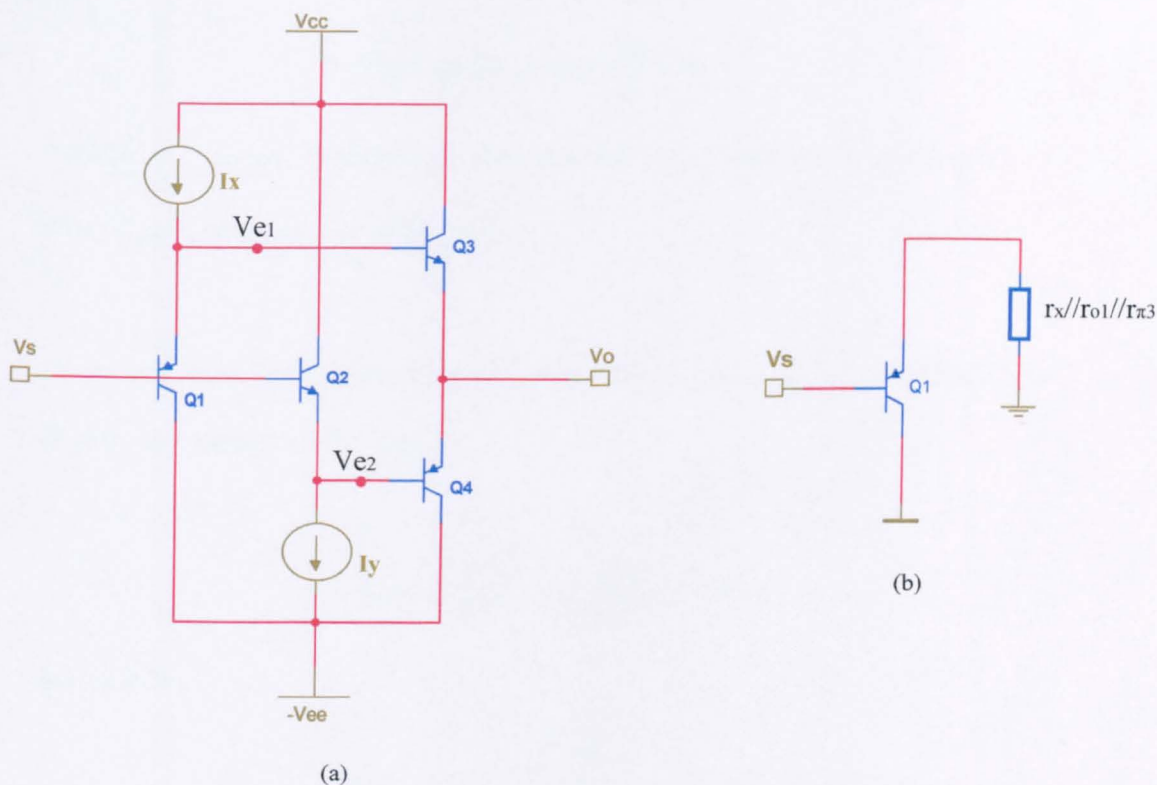 Vcc
Ix
Ve1
Q3
Vs
Q1
Q2
Vo
Ve2
Q4
Iy
-Vee
(a)
Vs
Q1
rx//ro1//rπ3
(b)